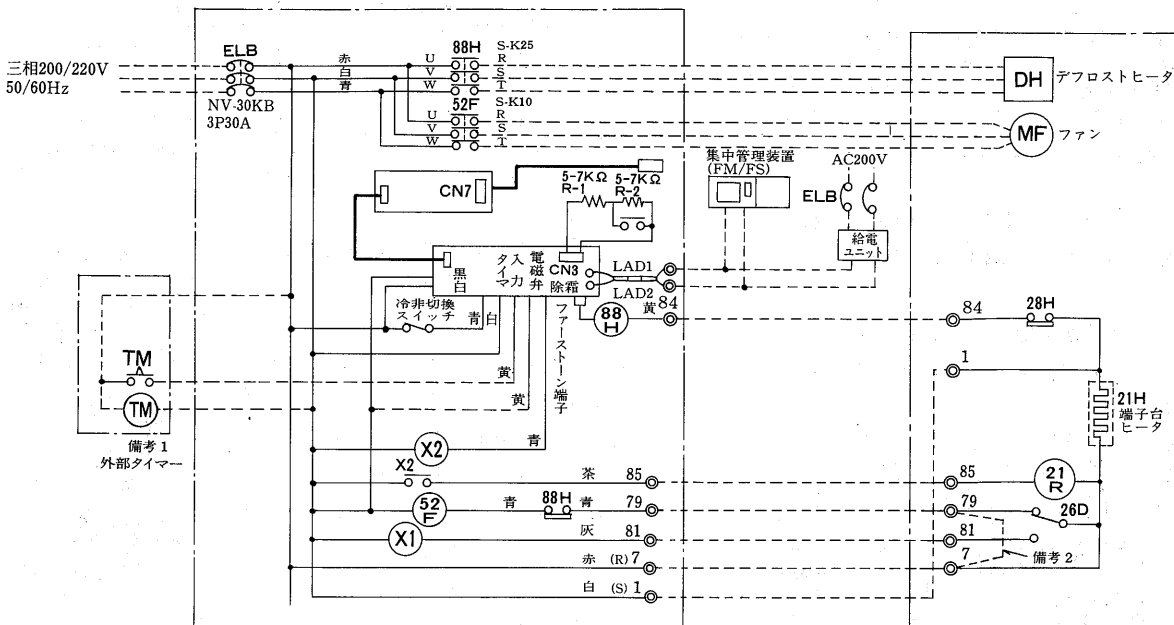 三相200/220V
50/60Hz
ELB
NV-30KB
3P30A
赤
白
青
88H
S-K25
U
V
W
R
S
T
52F
S-K10
U
V
W
R
S
T
DH
デフロストヒータ
MF
ファン
集中管理装置
(FM/FS)
AC200V
ELB
給電
ユニット
CN7
5-7KΩ
R-1
5-7KΩ
R-2
黒
白
タイマ
入力
電磁弁
CN3
除霜
LAD1
LAD2
黄
84
88
H
ファーストーン端子
冷非切換
スイッチ
青
白
黄
黄
青
TM
TM
備考1
外部タイマー
X2
X2
茶
85
52
F
青
88H
青
79
X1
灰
81
赤
(R)
7
白
(S)
1
84
28H
1
21H
端子台
ヒータ
85
21
R
79
26D
81
7
備考2